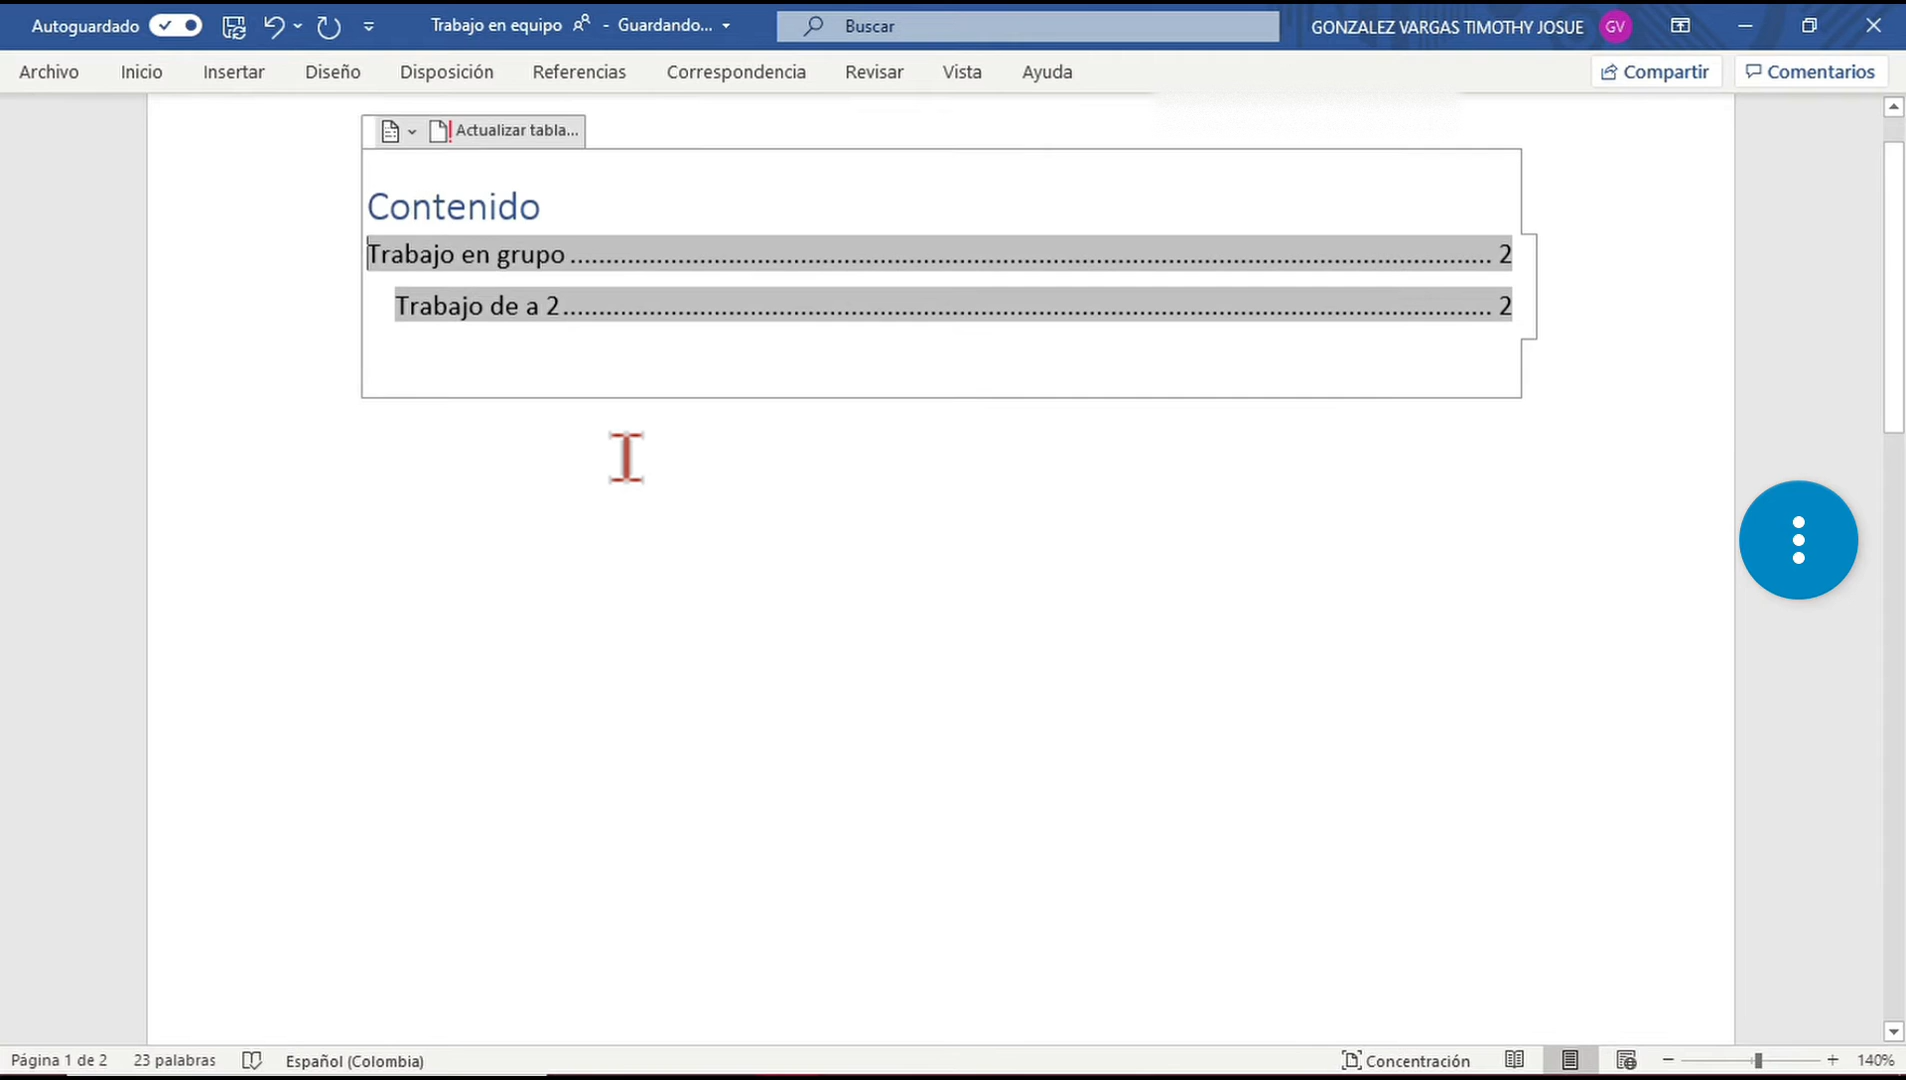 Autoguardado
Trabajo en equipo - Guardando...
Buscar
GONZALEZ VARGAS TIMOTHY JOSUE GV
Archivo Inicio Insertar Diseño Disposición Referencias Correspondencia Revisar Vista Ayuda Compartir Comentarios
Actualizar tabla...
Contenido
Trabajo en grupo ........................................................................................................................ 2
Trabajo de a 2 ........................................................................................................................ 2
Página 1 de 2 23 palabras Español (Colombia) Concentración 140%